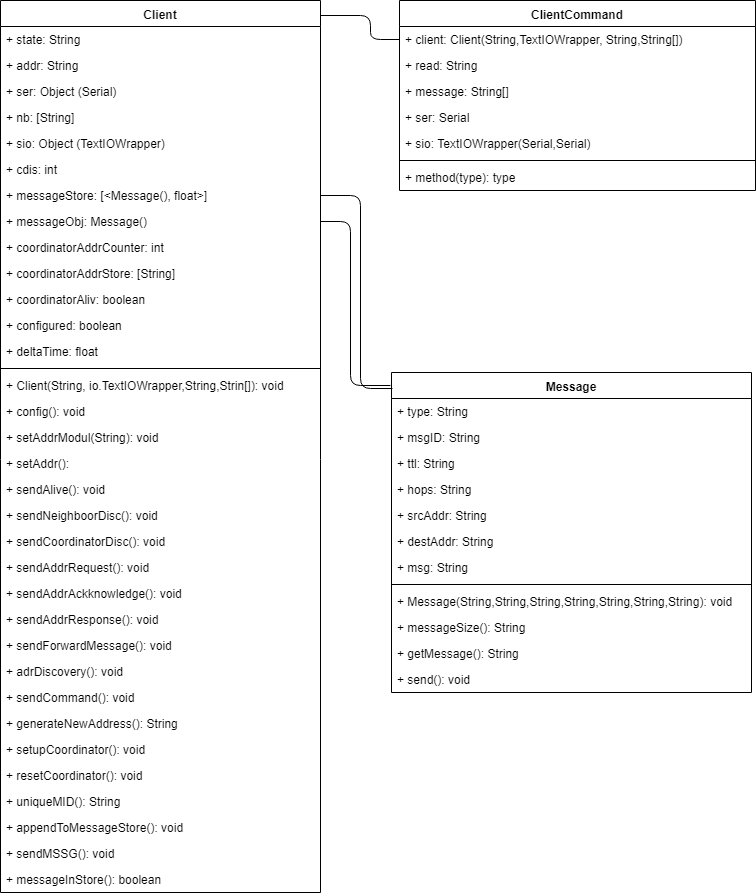 Client
+ state: String
+ addr: String
+ ser: Object (Serial)
+ nb: [String]
+ sio: Object (TextIOWrapper)
+ cdis: int
+ messageStore: [<Message(), float>]
+ messageObj: Message()
+ coordinatorAddrCounter: int
+ coordinatorAddrStore: [String]
+ coordinatorAliv: boolean
+ configured: boolean
+ deltaTime: float
+ Client(String, io.TextIOWrapper,String,Strin[]): void
+ config(): void
+ setAddrModul(String): void
+ setAddr():
+ sendAlive(): void
+ sendNeighboorDisc(): void
+ sendCoordinatorDisc(): void
+ sendAddrRequest(): void
+ sendAddrAckknowledge(): void
+ sendAddrResponse(): void
+ sendForwardMessage(): void
+ adrDiscovery(): void
+ sendCommand(): void
+ generateNewAddress(): String
+ setupCoordinator(): void
+ resetCoordinator(): void
+ uniqueMID(): String
+ appendToMessageStore(): void
+ sendMSSG(): void
+ messageInStore(): boolean
ClientCommand
+ client: Client(String,TextIOWrapper, String,String[])
+ read: String
+ message: String[]
+ ser: Serial
+ sio: TextIOWrapper(Serial,Serial)
+ method(type): type
Message
+ type: String
+ msgID: String
+ ttl: String
+ hops: String
+ srcAddr: String
+ destAddr: String
+ msg: String
+ Message(String,String,String,String,String,String,String): void
+ messageSize(): String
+ getMessage(): String
+ send(): void